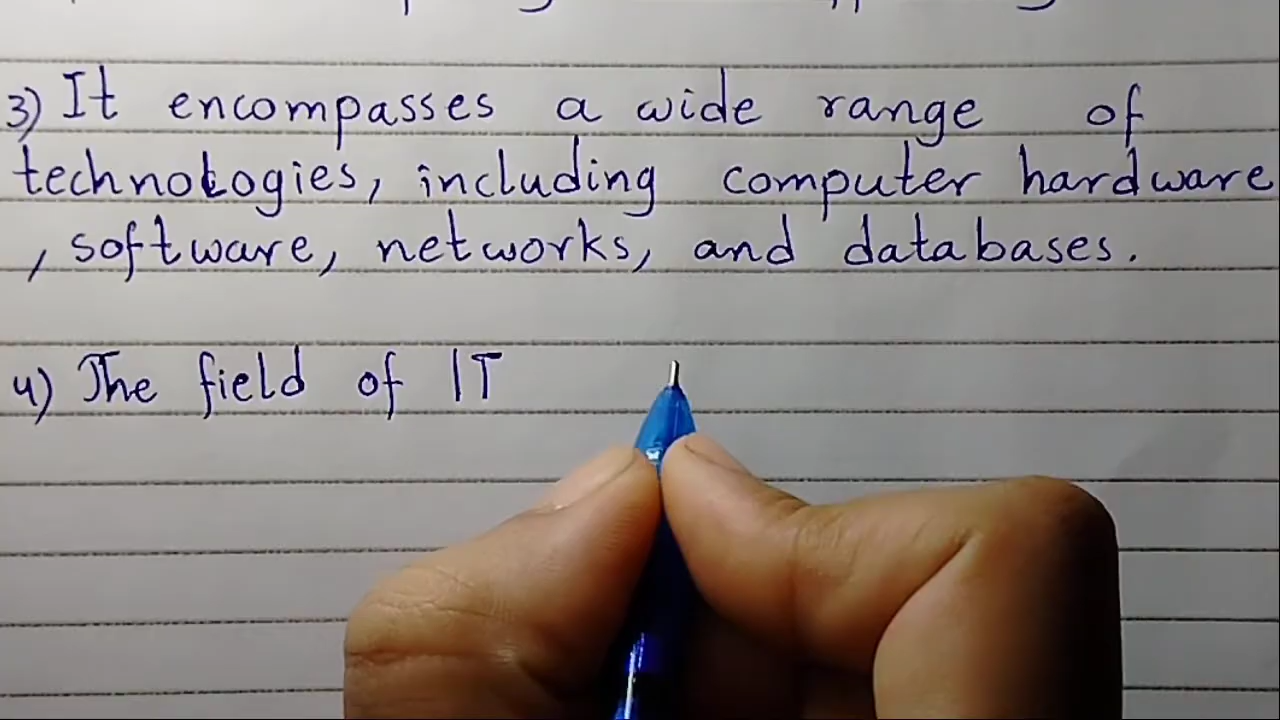 3) It encompasses a wide range of
technologies, including computer hardware
, software, networks, and databases.
4) The field of IT